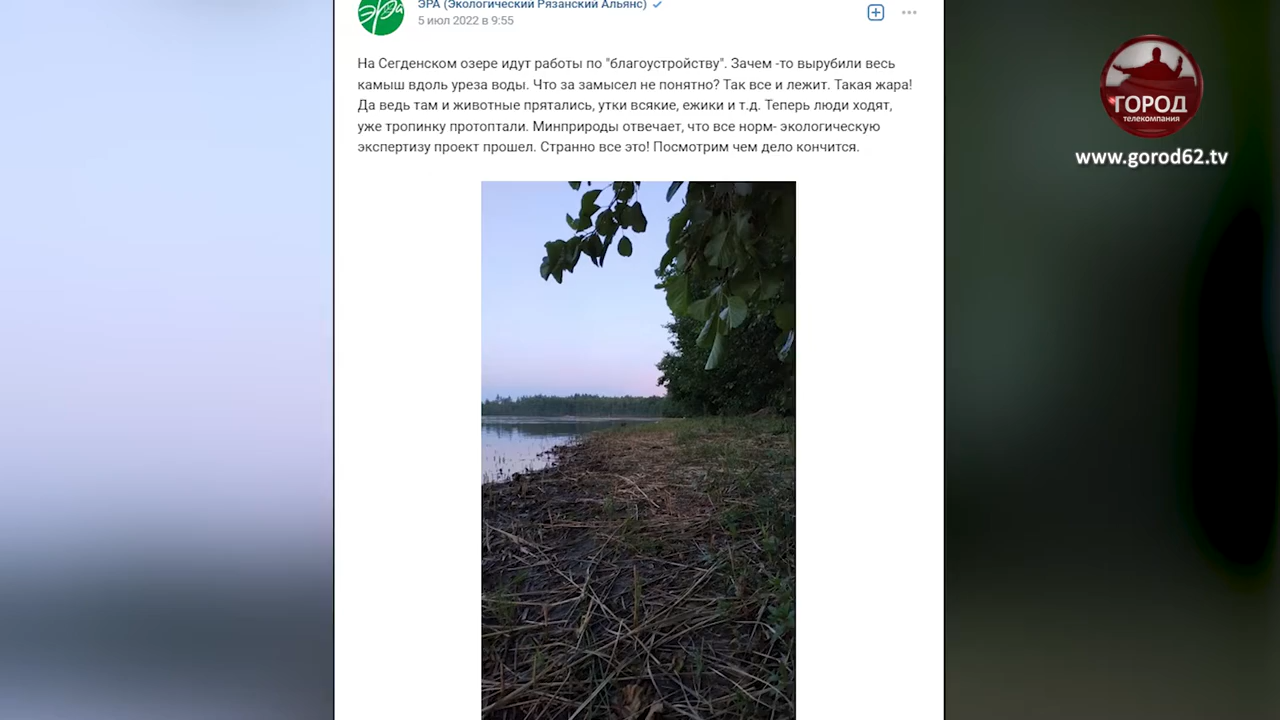 ЭРА (Экологический Рязанский Альянс)
5 июл 2022 в 9:55
На Сегденском озере идут работы по "благоустройству". Зачем -то вырубили весь
камыш вдоль уреза воды. Что за замысел не понятно? Так все и лежит. Такая жара!
Да ведь там и животные прятались, утки всякие, ежики и т.д. Теперь люди ходят,
уже тропинку протоптали. Минприроды отвечает, что все норм- экологическую
экспертизу проект прошел. Странно все это! Посмотрим чем дело кончится.
ГОРОД
телекомпания
www.gorod62.tv